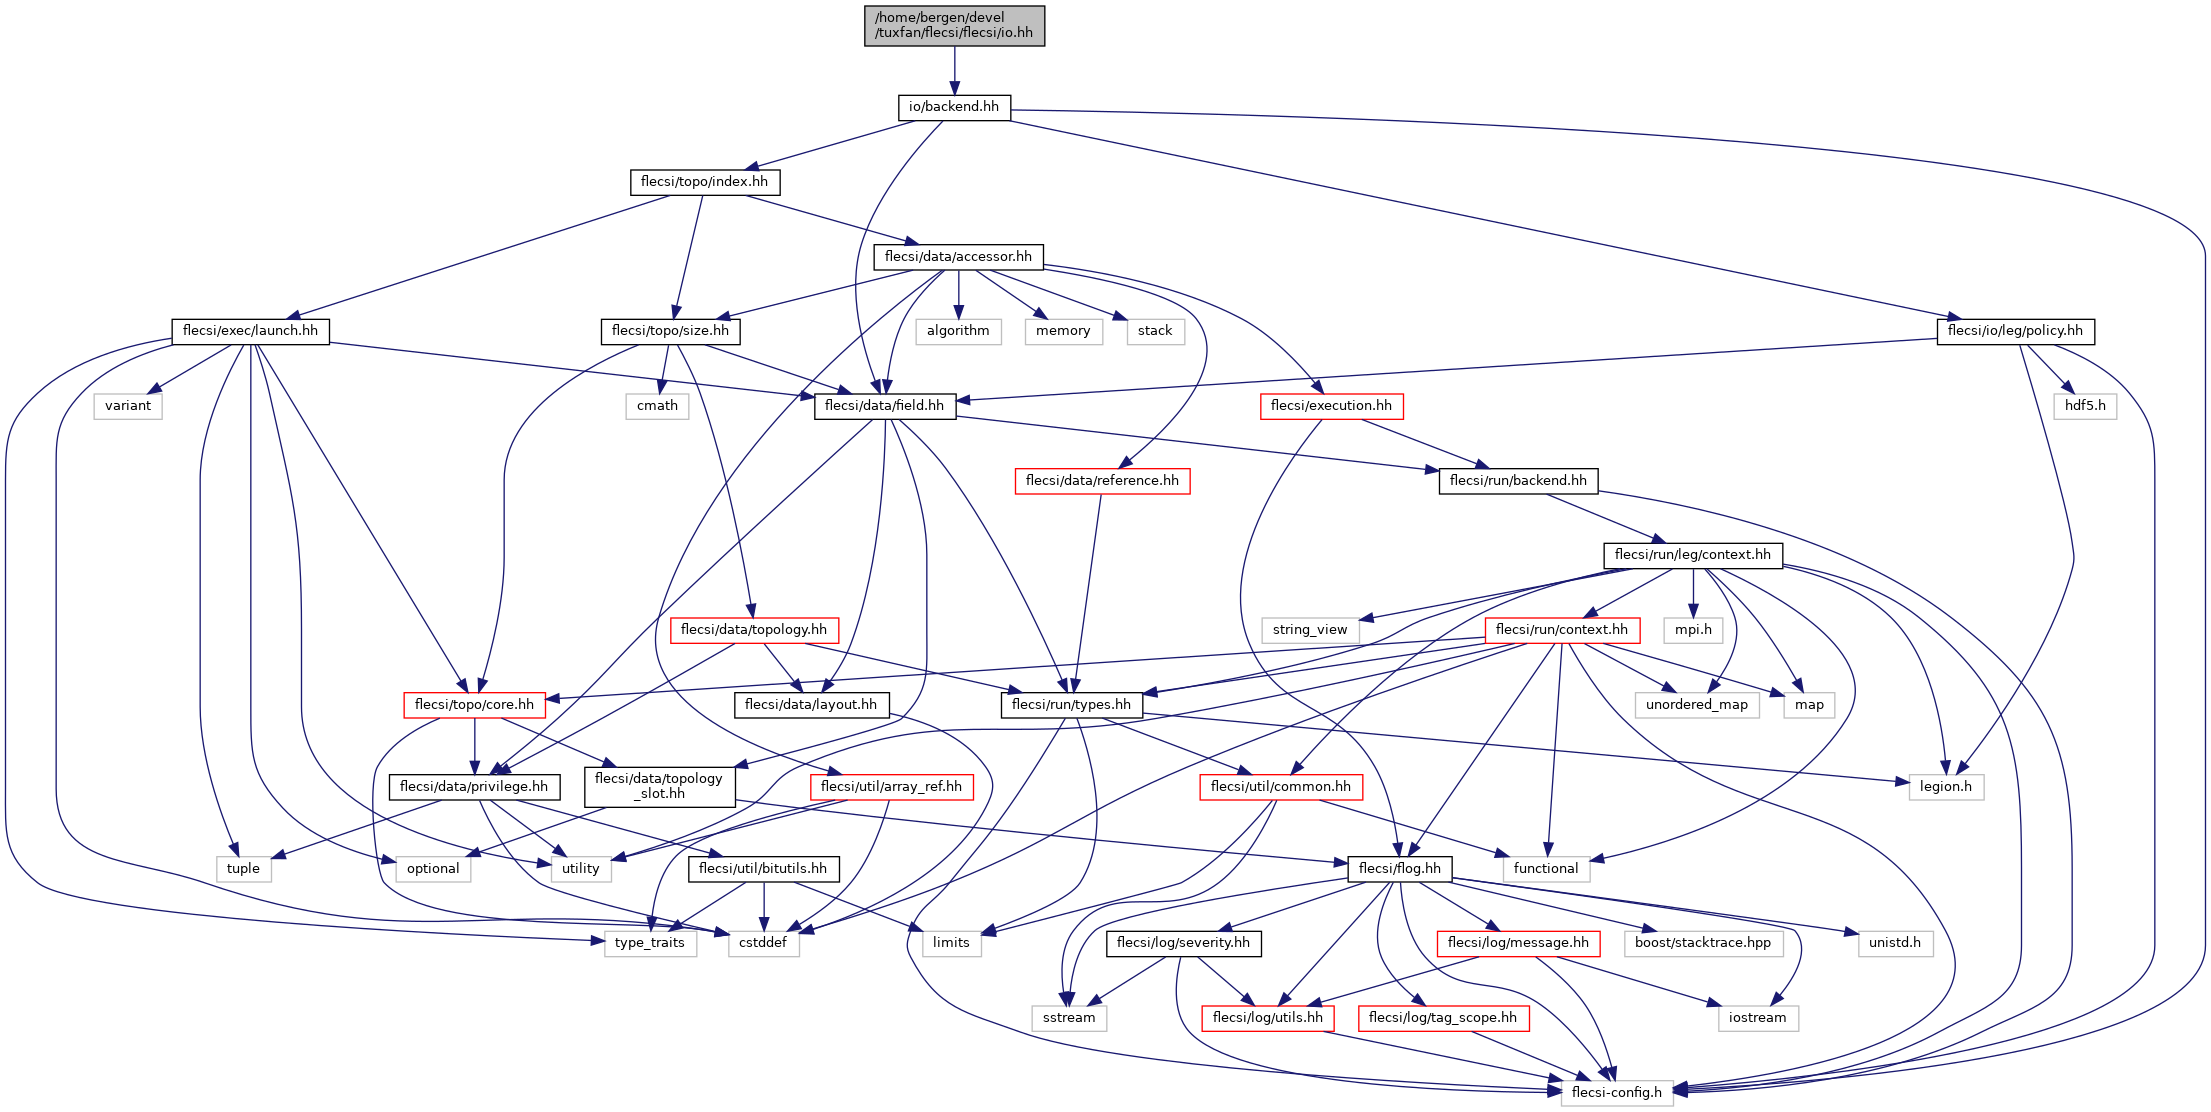 /home/bergen/devel
/tuxfan/flecsi/flecsi/io.hh
io/backend.hh
flecsi/topo/index.hh
flecsi/data/accessor.hh
flecsi/exec/launch.hh
flecsi/topo/size.hh
algorithm
memory
stack
flecsi/io/leg/policy.hh
variant
cmath
flecsi/data/field.hh
flecsi/execution.hh
hdf5.h
flecsi/data/reference.hh
flecsi/run/backend.hh
flecsi/run/leg/context.hh
flecsi/data/topology.hh
string_view
flecsi/run/context.hh
mpi.h
flecsi/topo/core.hh
flecsi/data/layout.hh
flecsi/run/types.hh
unordered_map
map
flecsi/data/privilege.hh
flecsi/data/topology
_slot.hh
flecsi/util/array_ref.hh
flecsi/util/common.hh
legion.h
tuple
optional
utility
flecsi/util/bitutils.hh
flecsi/flog.hh
functional
type_traits
cstddef
limits
flecsi/log/severity.hh
flecsi/log/message.hh
boost/stacktrace.hpp
unistd.h
sstream
flecsi/log/utils.hh
flecsi/log/tag_scope.hh
iostream
flecsi-config.h